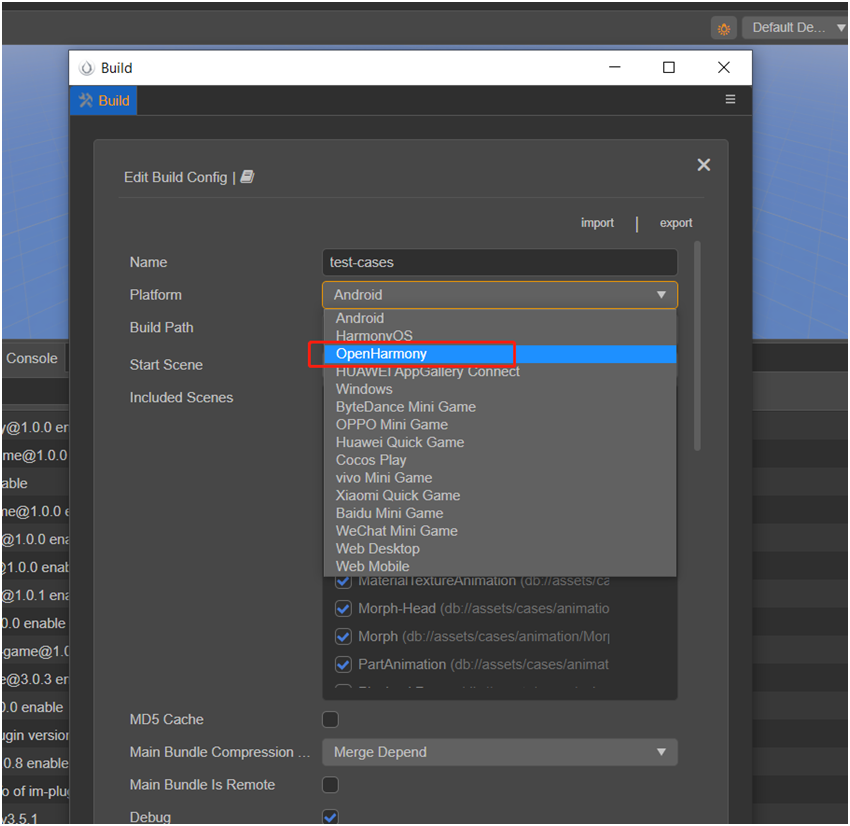 Default De...
Build
Build
Edit Build Config |
import | export
Name
test-cases
Platform
Android
Android
Build Path
HarmonyOS
OpenHarmony
Console
Start Scene
HUAWEI AppGallery Connect
Windows
Included Scenes
ByteDance Mini Game
OPPO Mini Game
y@1.0.0 er
Huawei Quick Game
me@1.0.0
Cocos Play
able
vivo Mini Game
Xiaomi Quick Game
me@1.0.0 e
Baidu Mini Game
WeChat Mini Game
@1.0.0 ena
Web Desktop
Web Mobile
@1.0.0 enab
MaterialTextureAnimation (db://assets/ca
@1.0.1 ena
Morph-Head (db://assets/cases/animatio
0.0 enable
Morph (db://assets/cases/animation/Morp
-game@1.0
PartAnimation (db://assets/cases/animat
e@3.0.3 er
0.0 enable
MD5 Cache
ugin version
Main Bundle Compression ...
Merge Depend
0.8 enable
Main Bundle Is Remote
o of im-plug
Debug
v3.5.1